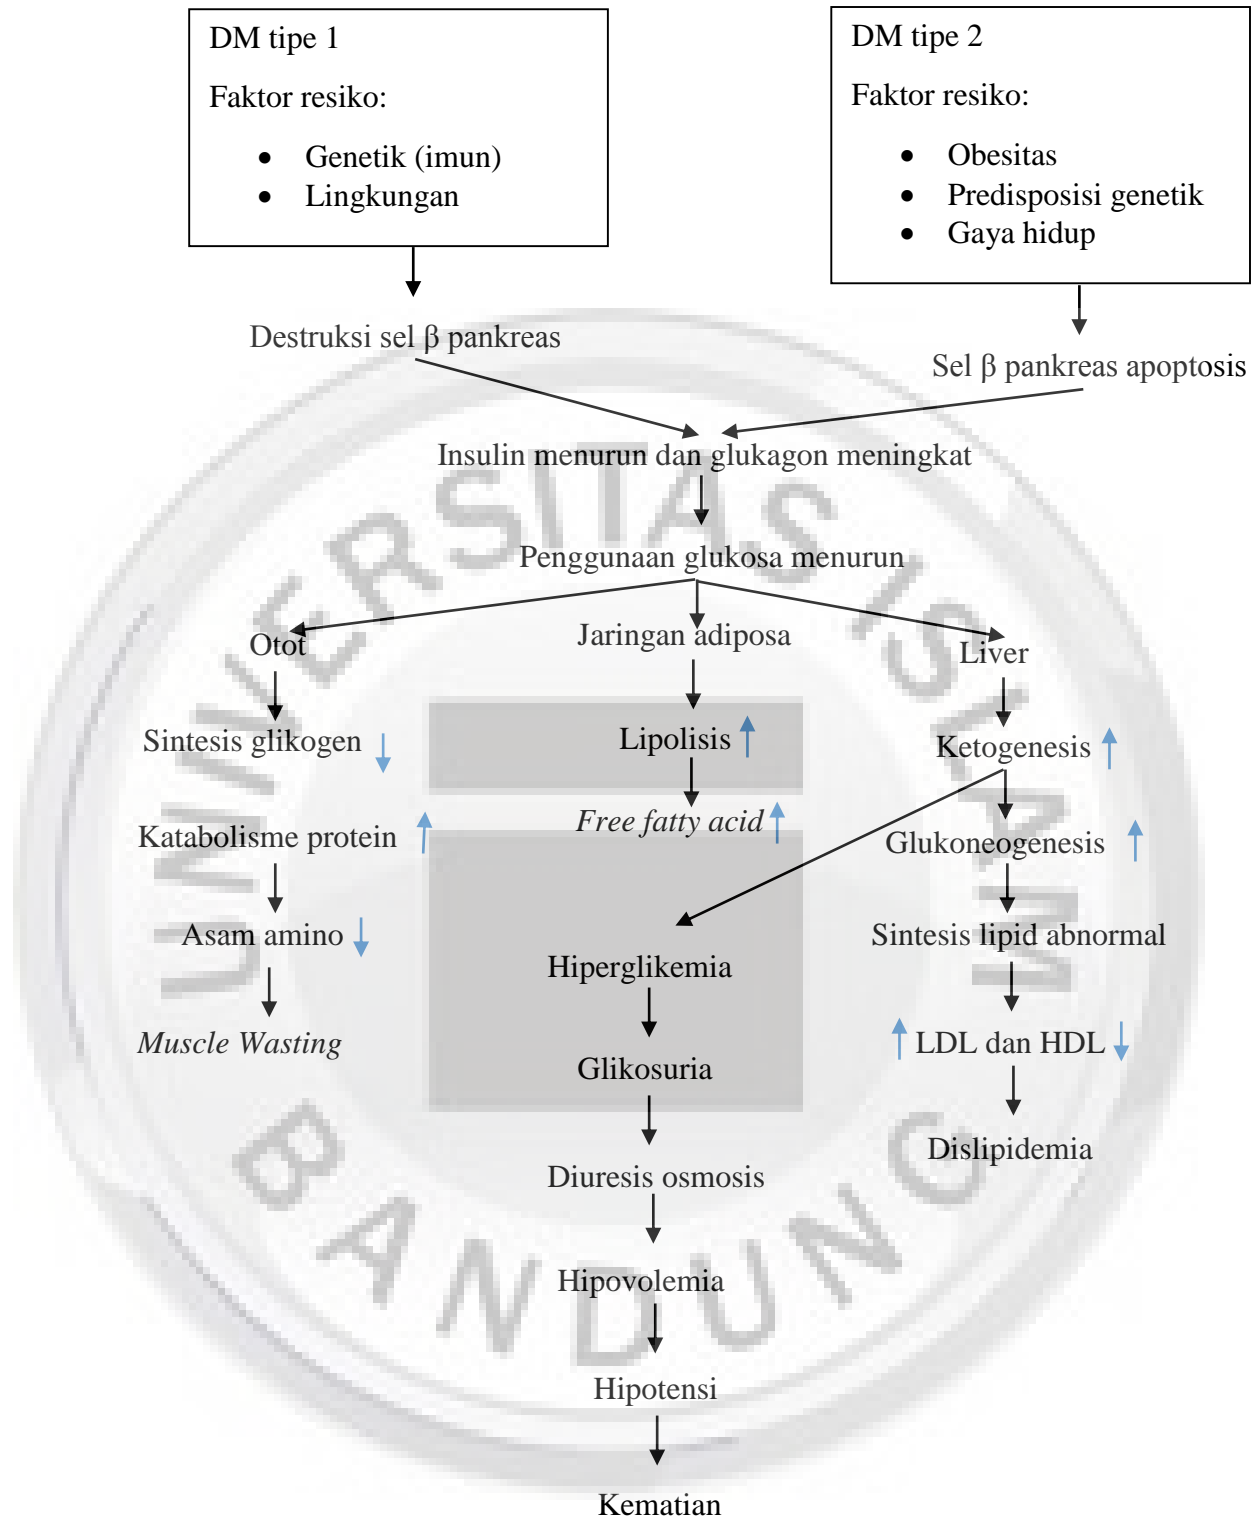 DM tipe 1
Faktor resiko:
• Genetik (imun)
• Lingkungan
DM tipe 2
Faktor resiko:
• Obesitas
• Predisposisi genetik
• Gaya hidup
Destruksi sel β pankreas
Sel β pankreas apoptosis
Insulin menurun dan glukagon meningkat
Penggunaan glukosa menurun
Otot
Jaringan adiposa
Liver
Sintesis glikogen ↓
Lipolisis ↑
Ketogenesis ↑
Katabolisme protein ↑
Free fatty acid ↑
Glukoneogenesis ↑
Asam amino ↓
Hiperglikemia
Sintesis lipid abnormal
Muscle Wasting
Glikosuria
↑ LDL dan HDL ↓
Diuresis osmosis
Dislipidemia
Hipovolemia
Hipotensi
Kematian
UNIVERSITAS ISLAM
BANDUNG